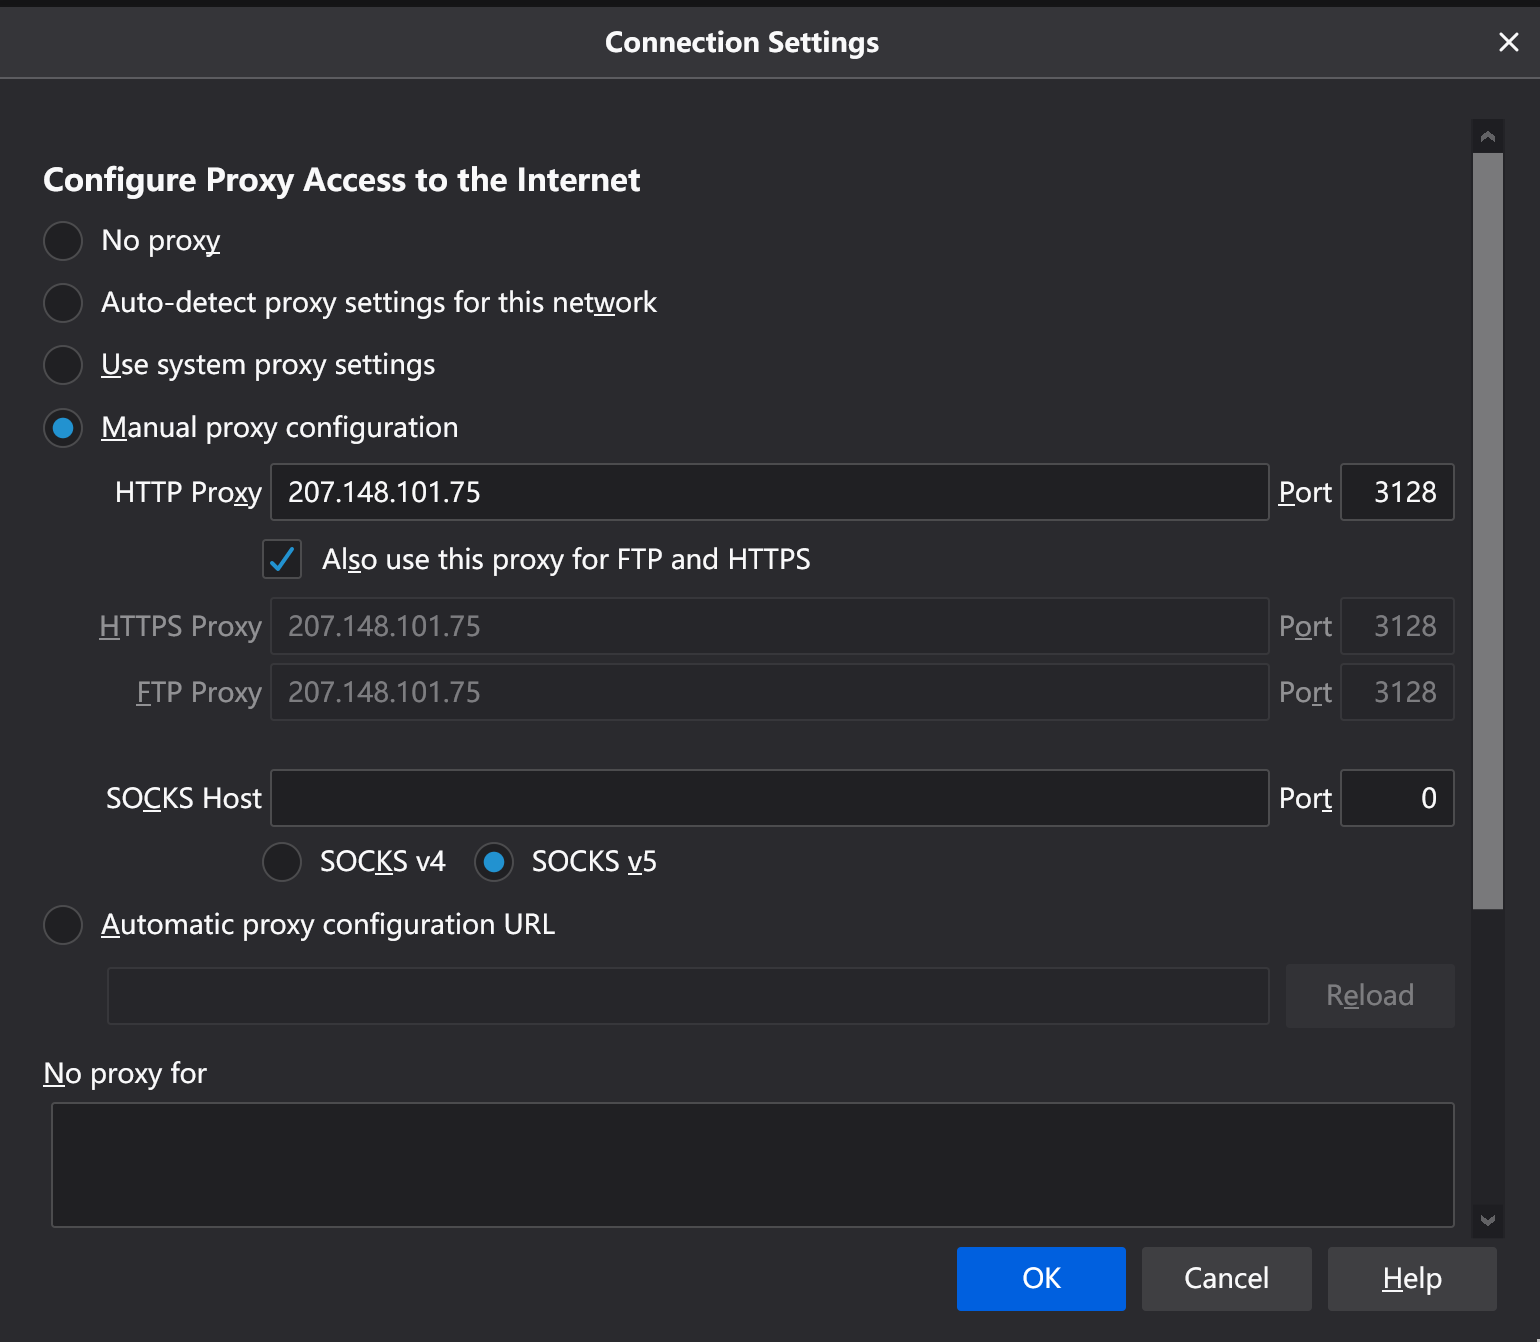 Connection Settings
Configure Proxy Access to the Internet
No proxy
Auto-detect proxy settings for this network
Use system proxy settings
Manual proxy configuration
HTTP Proxy 207.148.101.75 Port 3128
Also use this proxy for FTP and HTTPS
HTTPS Proxy 207.148.101.75 Port 3128
FTP Proxy 207.148.101.75 Port 3128
SOCKS Host Port 0
SOCKS v4 SOCKS v5
Automatic proxy configuration URL
Reload
No proxy for
OK Cancel Help